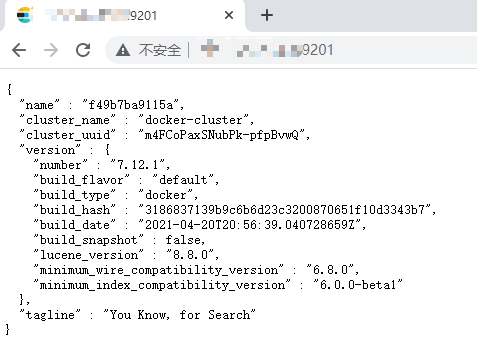 :9201
不安全
9201
{
  "name" : "f49b7ba9115a",
  "cluster_name" : "docker-cluster",
  "cluster_uuid" : "m4FCoPaxSNubPk-pfpBvwQ",
  "version" : {
    "number" : "7.12.1",
    "build_flavor" : "default",
    "build_type" : "docker",
    "build_hash" : "3186837139b9c6b6d23c3200870651f10d3343b7",
    "build_date" : "2021-04-20T20:56:39.040728659Z",
    "build_snapshot" : false,
    "lucene_version" : "8.8.0",
    "minimum_wire_compatibility_version" : "6.8.0",
    "minimum_index_compatibility_version" : "6.0.0-beta1"
  },
  "tagline" : "You Know, for Search"
}